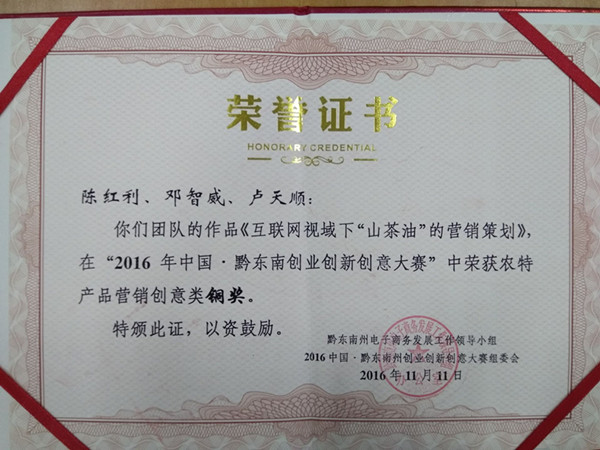 荣誉证书
HONORARY CREDENTIAL
陈红利、邓智威、卢天顺：
你们团队的作品《互联网视域下“山茶油”的营销策划》，
在“2016 年中国·黔东南创业创新创意大赛”中荣获农特
产品营销创意类铜奖。
特颁此证，以资鼓励。
黔东南州电子商务发展工作领导小组
2016 中国·黔东南州创业创新创意大赛组委会
2016 年 11 月 11 日